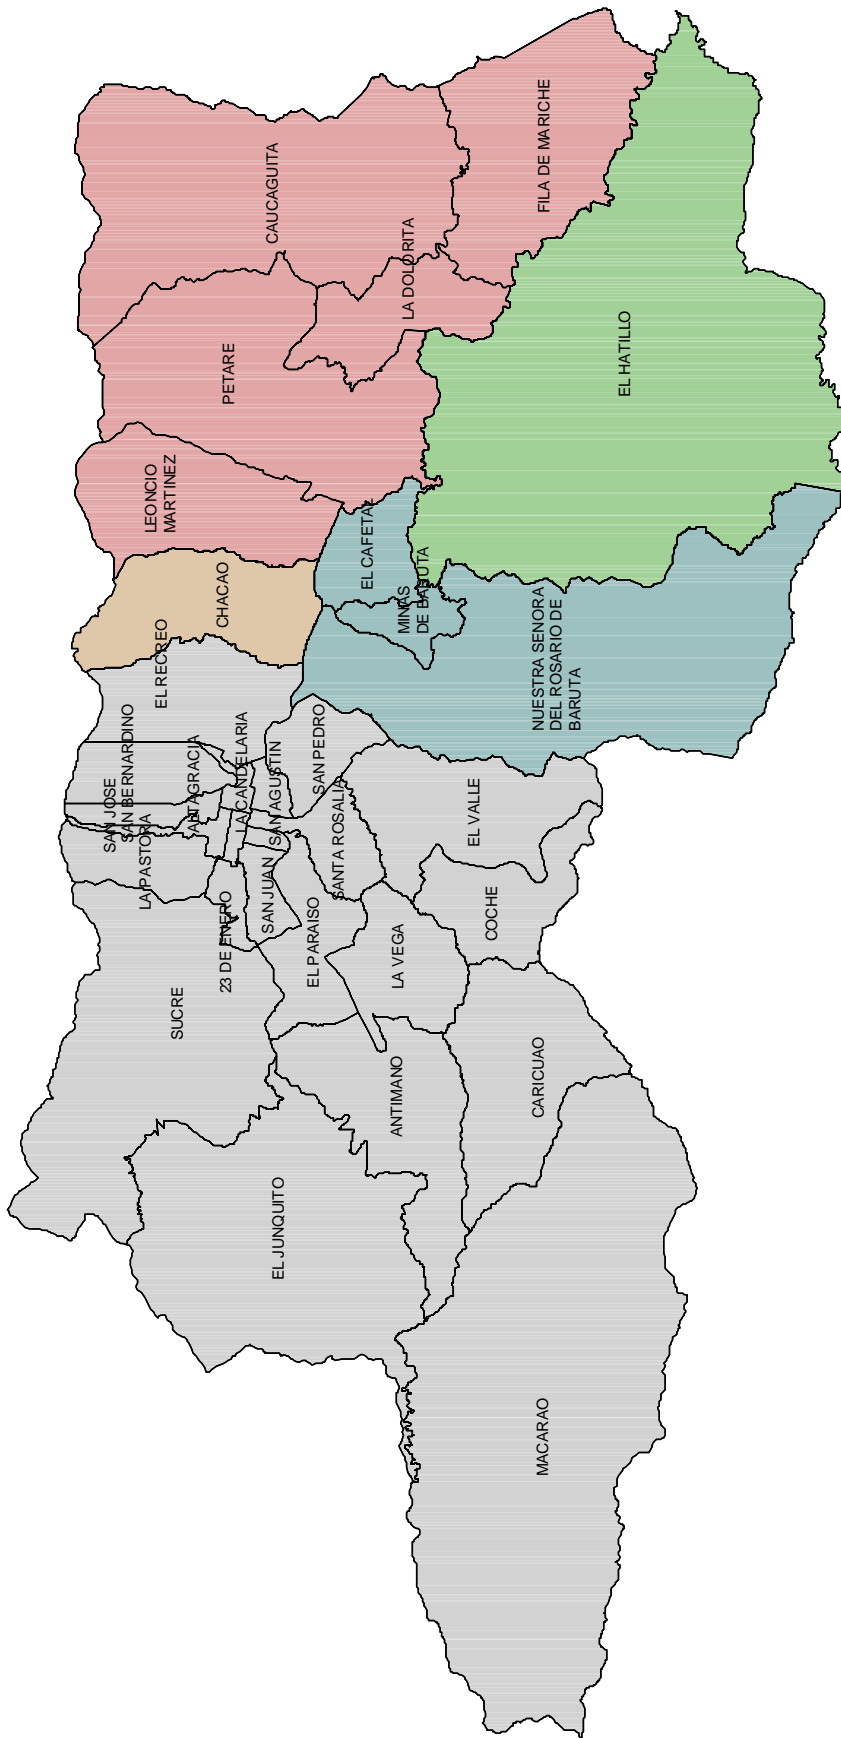 CAUCAGUITA
FILA DE MARICHE
LA DOLORITA
PETARE
EL HATILLO
LEONCIO
MARTINEZ
EL CAFETAL
MINAS
DE BARUTA
CHACAO
NUESTRA SENORA
DEL ROSARIO DE
BARUTA
EL RECREO
SAN JOSE
SAN BERNARDINO
ALTAGRACIA
LA CANDELARIA
SAN AGUSTIN
SAN PEDRO
LA PASTORA
SANTA ROSALIA
EL VALLE
23 DE ENERO
SAN JUAN
EL PARAISO
LA VEGA
COCHE
SUCRE
ANTIMANO
CARICUAO
EL JUNQUITO
MACARAO